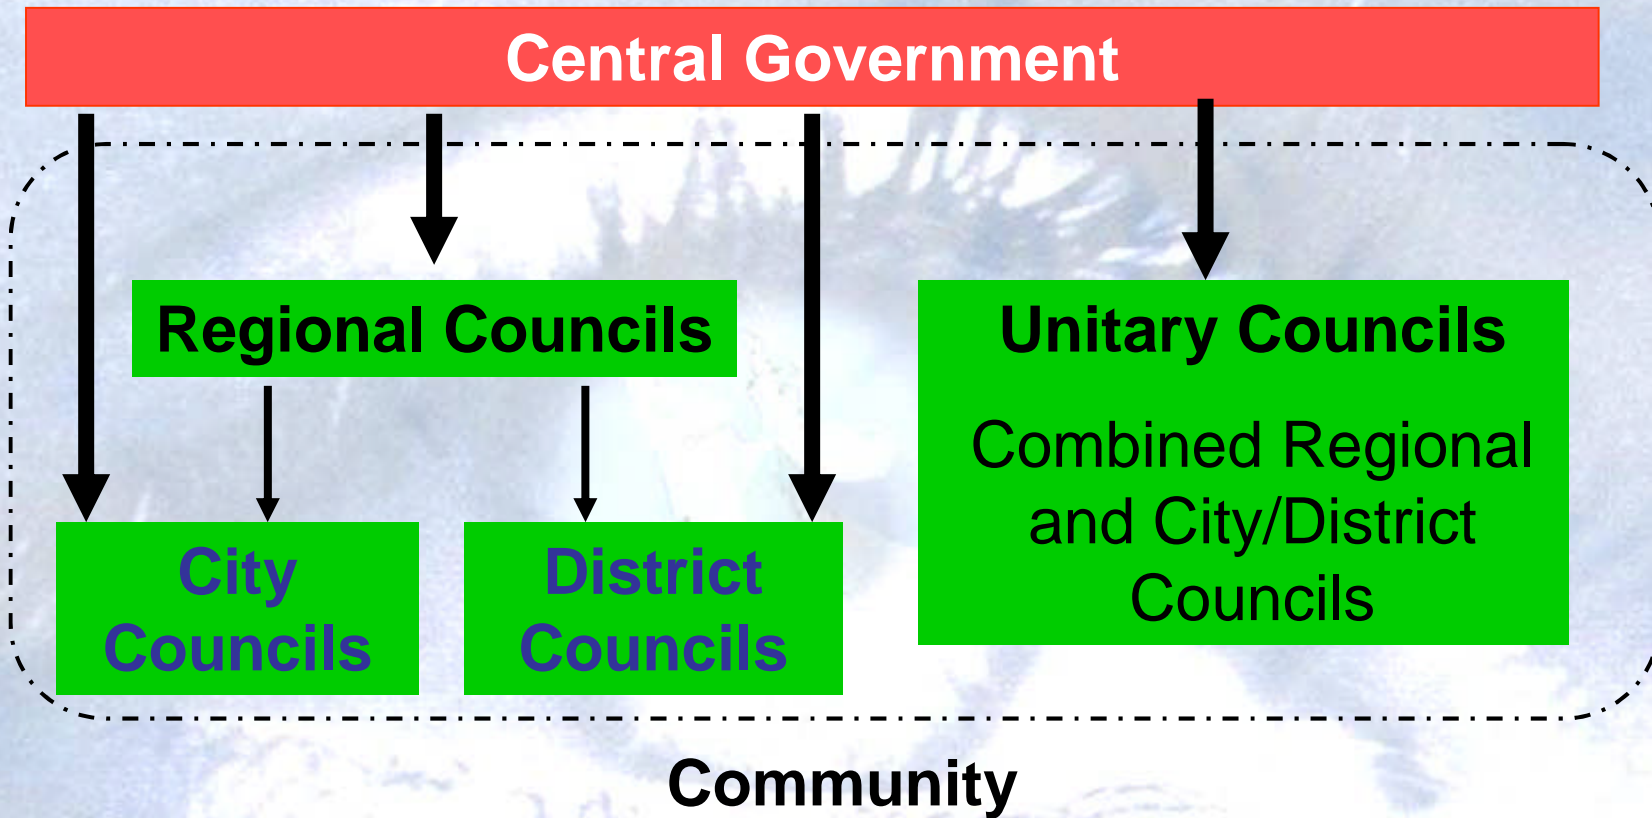 Central Government
Regional Councils
Unitary Councils
Combined Regional
and City/District
Councils
City
Councils
District
Councils
Community